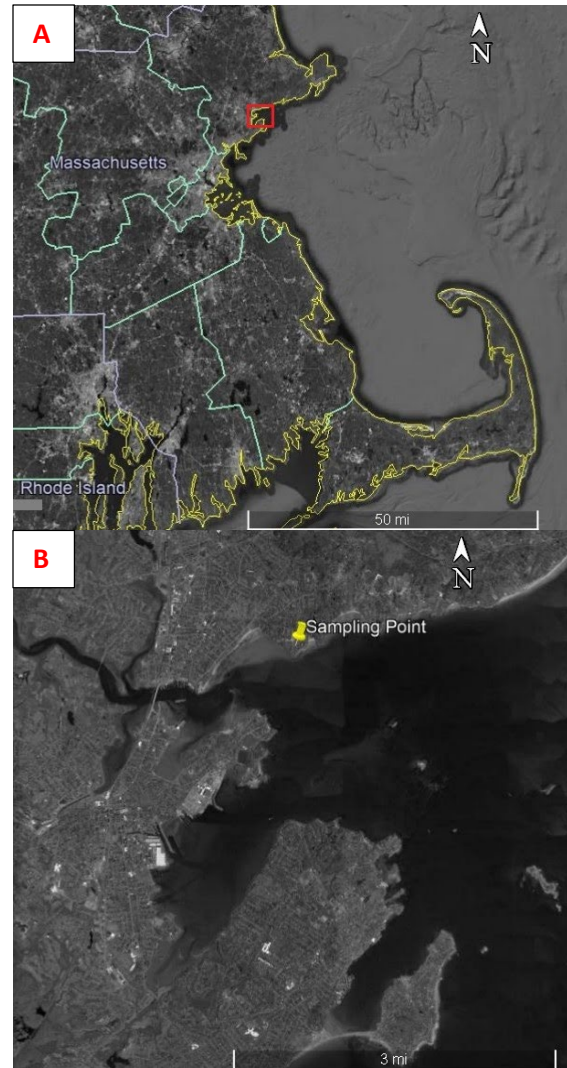 A
N
Massachusetts
Rhode Island
50 mi
B
N
Sampling Point
3 mi